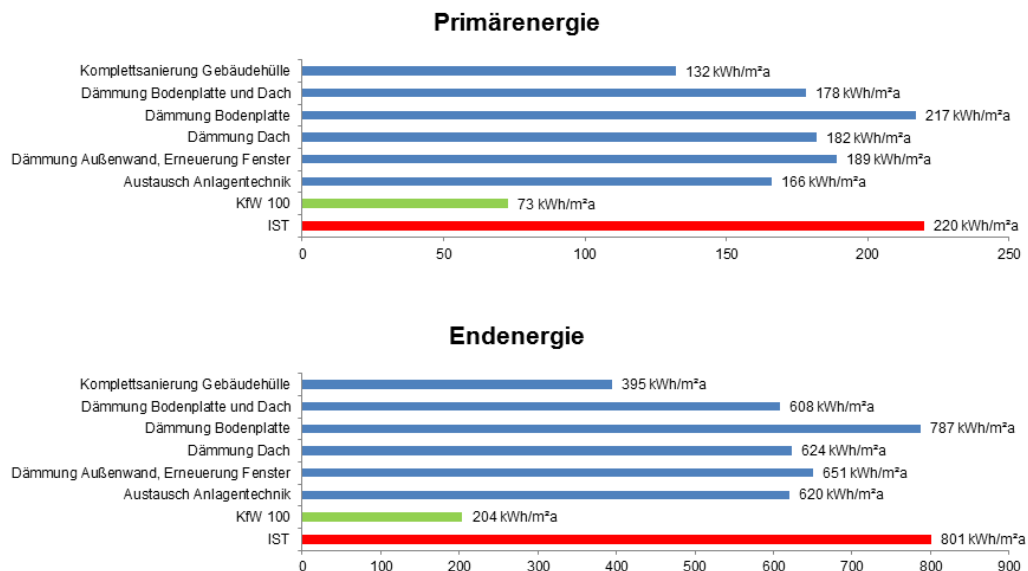 Primärenergie
Komplettsanierung Gebäudehülle 132 kWh/m²a
Dämmung Bodenplatte und Dach 178 kWh/m²a
Dämmung Bodenplatte 217 kWh/m²a
Dämmung Dach 182 kWh/m²a
Dämmung Außenwand, Erneuerung Fenster 189 kWh/m²a
Austausch Anlagentechnik 166 kWh/m²a
KfW 100 73 kWh/m²a
IST 220 kWh/m²a
0 50 100 150 200 250
Endenergie
Komplettsanierung Gebäudehülle 395 kWh/m²a
Dämmung Bodenplatte und Dach 608 kWh/m²a
Dämmung Bodenplatte 787 kWh/m²a
Dämmung Dach 624 kWh/m²a
Dämmung Außenwand, Erneuerung Fenster 651 kWh/m²a
Austausch Anlagentechnik 620 kWh/m²a
KfW 100 204 kWh/m²a
IST 801 kWh/m²a
0 100 200 300 400 500 600 700 800 900